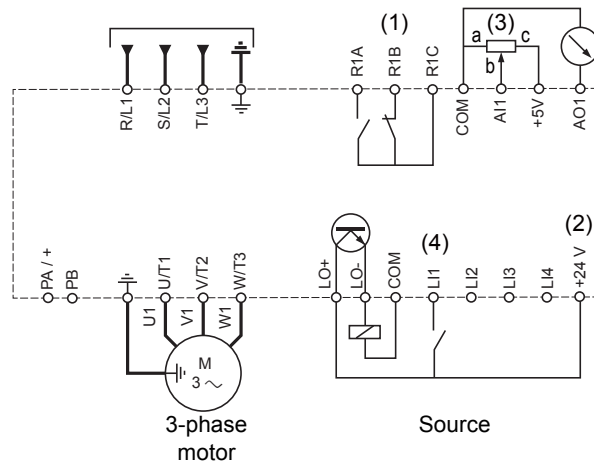 (1)
(3)
a
c
b
R/L1
S/L2
T/L3
R1A
R1B
R1C
COM
AI1
+5V
AO1
(4)
(2)
PA / +
PB
U/T1
V/T2
W/T3
LO+
LO-
COM
LI1
LI2
LI3
LI4
+24 V
U1
V1
W1
M
3 ~
3-phase
motor
Source